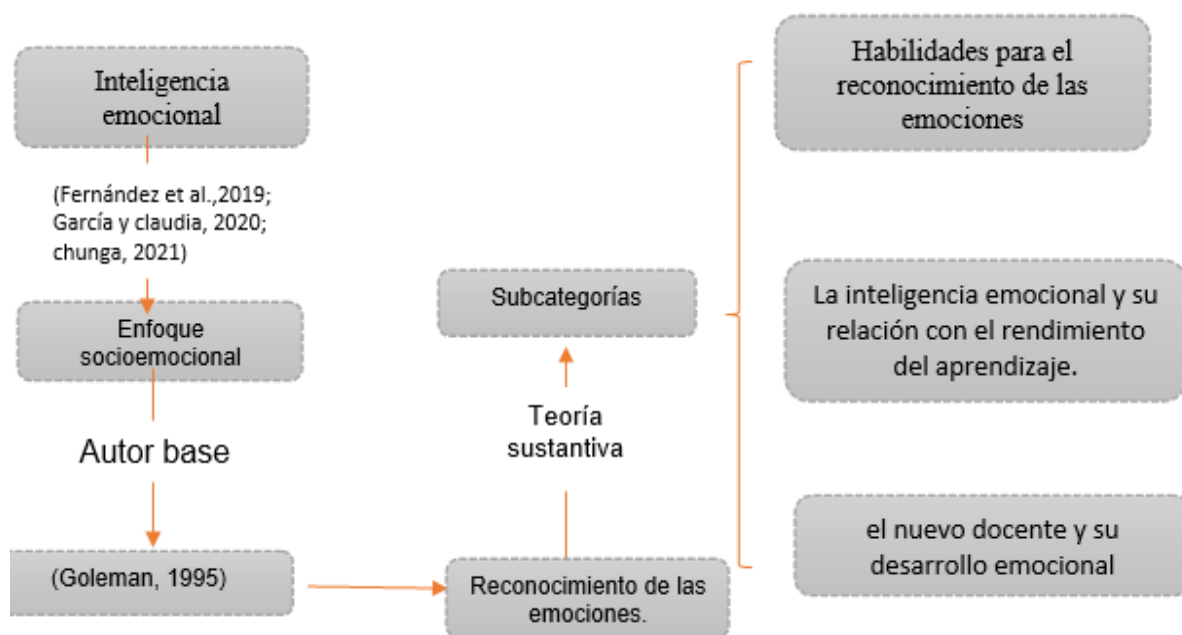 Inteligencia
emocional
(Fernández et al.,2019;
García y claudia, 2020;
chunga, 2021)
Enfoque
socioemocional
Autor base
(Goleman, 1995)
Reconocimiento de las
emociones.
Teoría
sustantiva
Subcategorías
Habilidades para el
reconocimiento de las
emociones
La inteligencia emocional y su
relación con el rendimiento
del aprendizaje.
el nuevo docente y su
desarrollo emocional